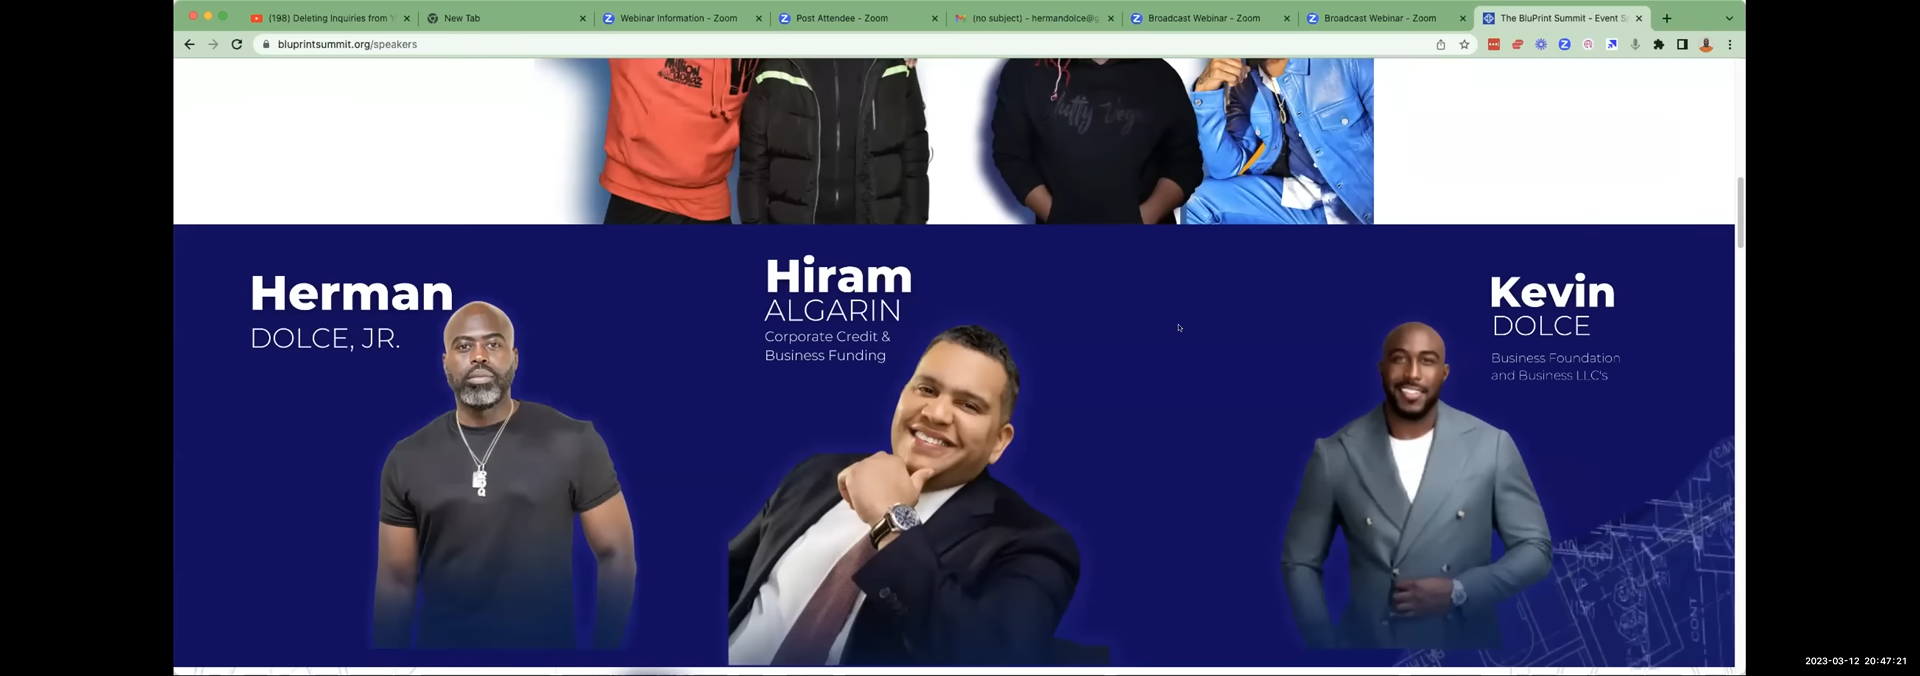 (198) Deleting Inquiries from
New Tab
Webinar Information - Zoom
Post Attendee - Zoom
(no subject) - hermandolce@g
Broadcast Webinar - Zoom
Broadcast Webinar - Zoom
The BluPrint Summit - Event S
bluprintsummit.org/speakers
Herman
DOLCE, JR.
Hiram
ALGARIN
Corporate Credit &
Business Funding
Kevin
DOLCE
Business Foundation
and Business LLC's
CONT
2023-03-12 20:47:21